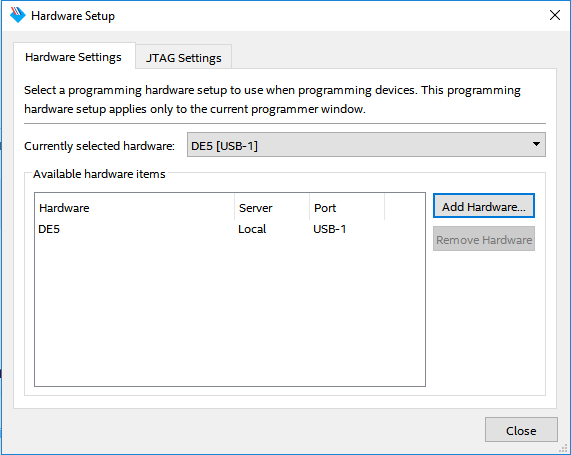 Hardware Setup
Hardware Settings
JTAG Settings
Select a programming hardware setup to use when programming devices. This programming
hardware setup applies only to the current programmer window.
Currently selected hardware:
DE5 [USB-1]
Available hardware items
Hardware Server Port
DE5 Local USB-1
Add Hardware...
Remove Hardware
Close